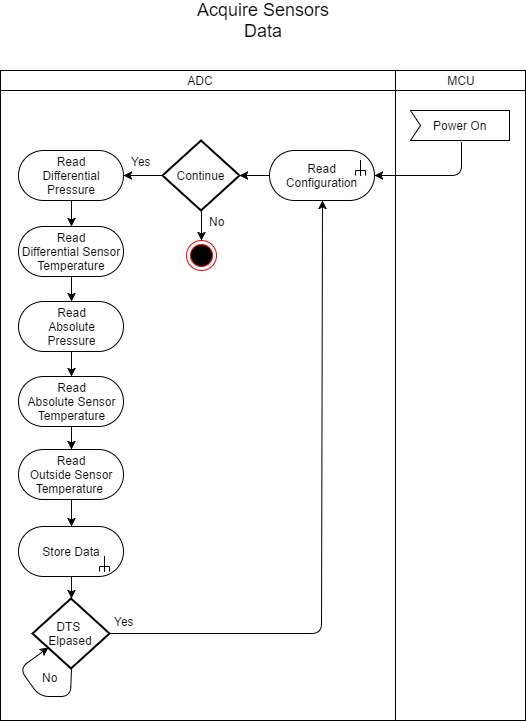 Acquire Sensors
Data
ADC
MCU
Power On
Read
Configuration
Continue
Yes
No
Read
Differential
Pressure
Read
Differential Sensor
Temperature
Read
Absolute
Pressure
Read
Absolute Sensor
Temperature
Read
Outside Sensor
Temperature
Store Data
DTS
Elpased
Yes
No